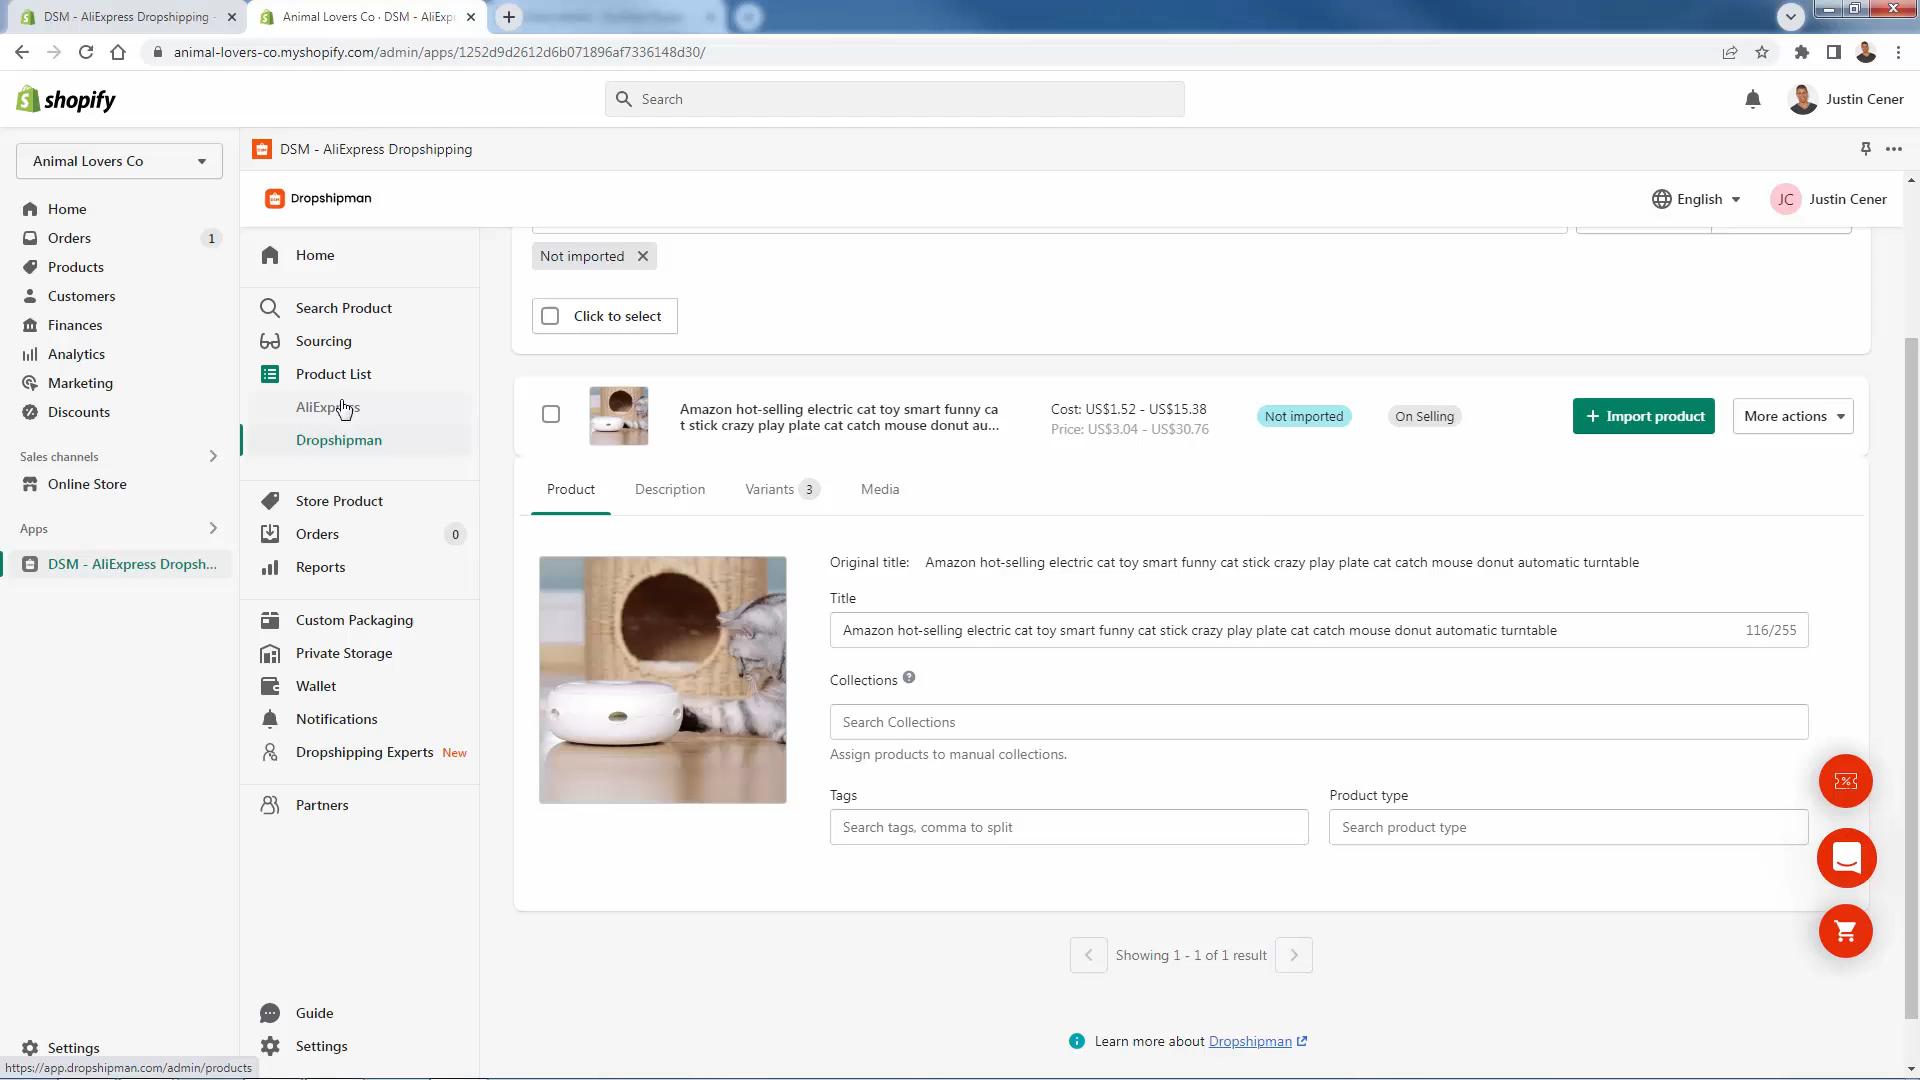 DSM - AliExpress Dropshipping
Animal Lovers Co · DSM - AliExp
animal-lovers-co.myshopify.com/admin/apps/1252d9d2612d6b071896af7336148d30/
shopify
Search
Justin Cener
Animal Lovers Co
DSM - AliExpress Dropshipping
Dropshipman
English
JC
Justin Cener
Home
Orders
1
Products
Customers
Finances
Analytics
Marketing
Discounts
Sales channels
Online Store
Apps
DSM - AliExpress Dropsh...
Settings
https://app.dropshipman.com/admin/products
Home
Search Product
Sourcing
Product List
AliExpress
Dropshipman
Store Product
Orders
0
Reports
Custom Packaging
Private Storage
Wallet
Notifications
Dropshipping Experts New
Partners
Guide
Settings
Not imported
Click to select
Amazon hot-selling electric cat toy smart funny ca
t stick crazy play plate cat catch mouse donut au...
Cost: US$1.52 - US$15.38
Price: US$3.04 - US$30.76
Not imported
On Selling
Import product
More actions
Product
Description
Variants 3
Media
Original title: Amazon hot-selling electric cat toy smart funny cat stick crazy play plate cat catch mouse donut automatic turntable
Title
Amazon hot-selling electric cat toy smart funny cat stick crazy play plate cat catch mouse donut automatic turntable
116/255
Collections
Search Collections
Assign products to manual collections.
Tags
Product type
Search tags, comma to split
Search product type
Showing 1 - 1 of 1 result
Learn more about Dropshipman